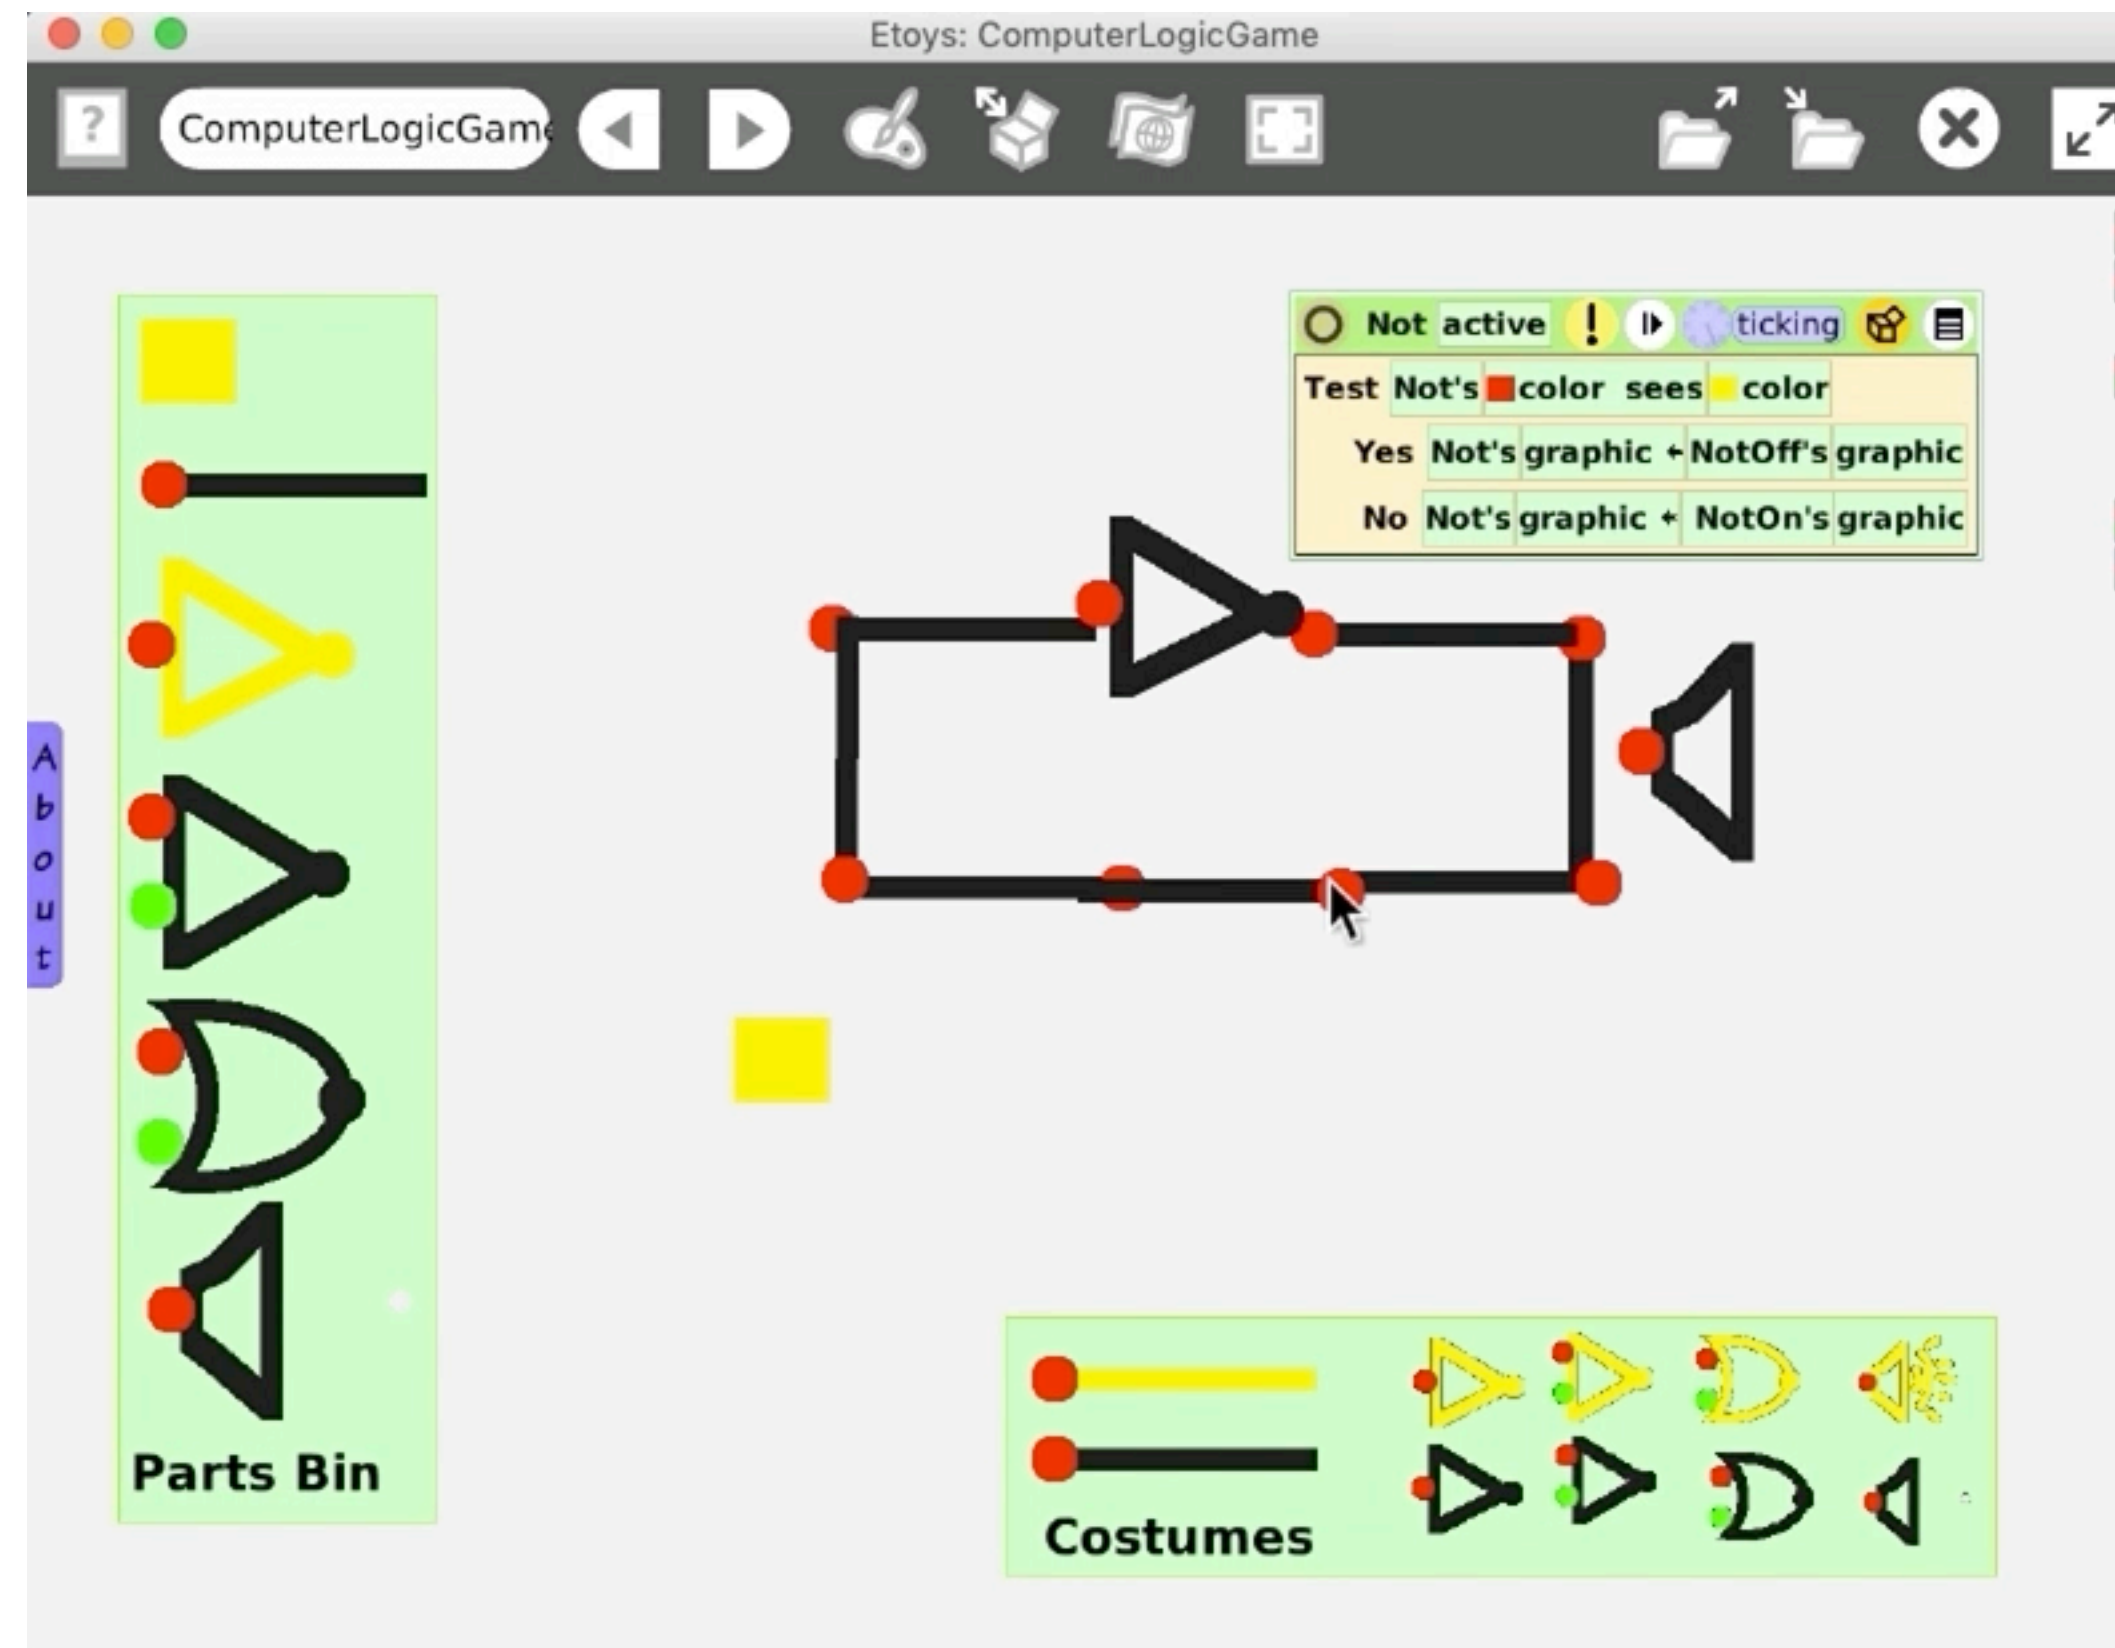 Etoys: ComputerLogicGame
? ComputerLogicGame
Not active ! ticking
Test Not's color sees color
Yes Not's graphic ← NotOff's graphic
No Not's graphic ← NotOn's graphic
About
Parts Bin
Costumes